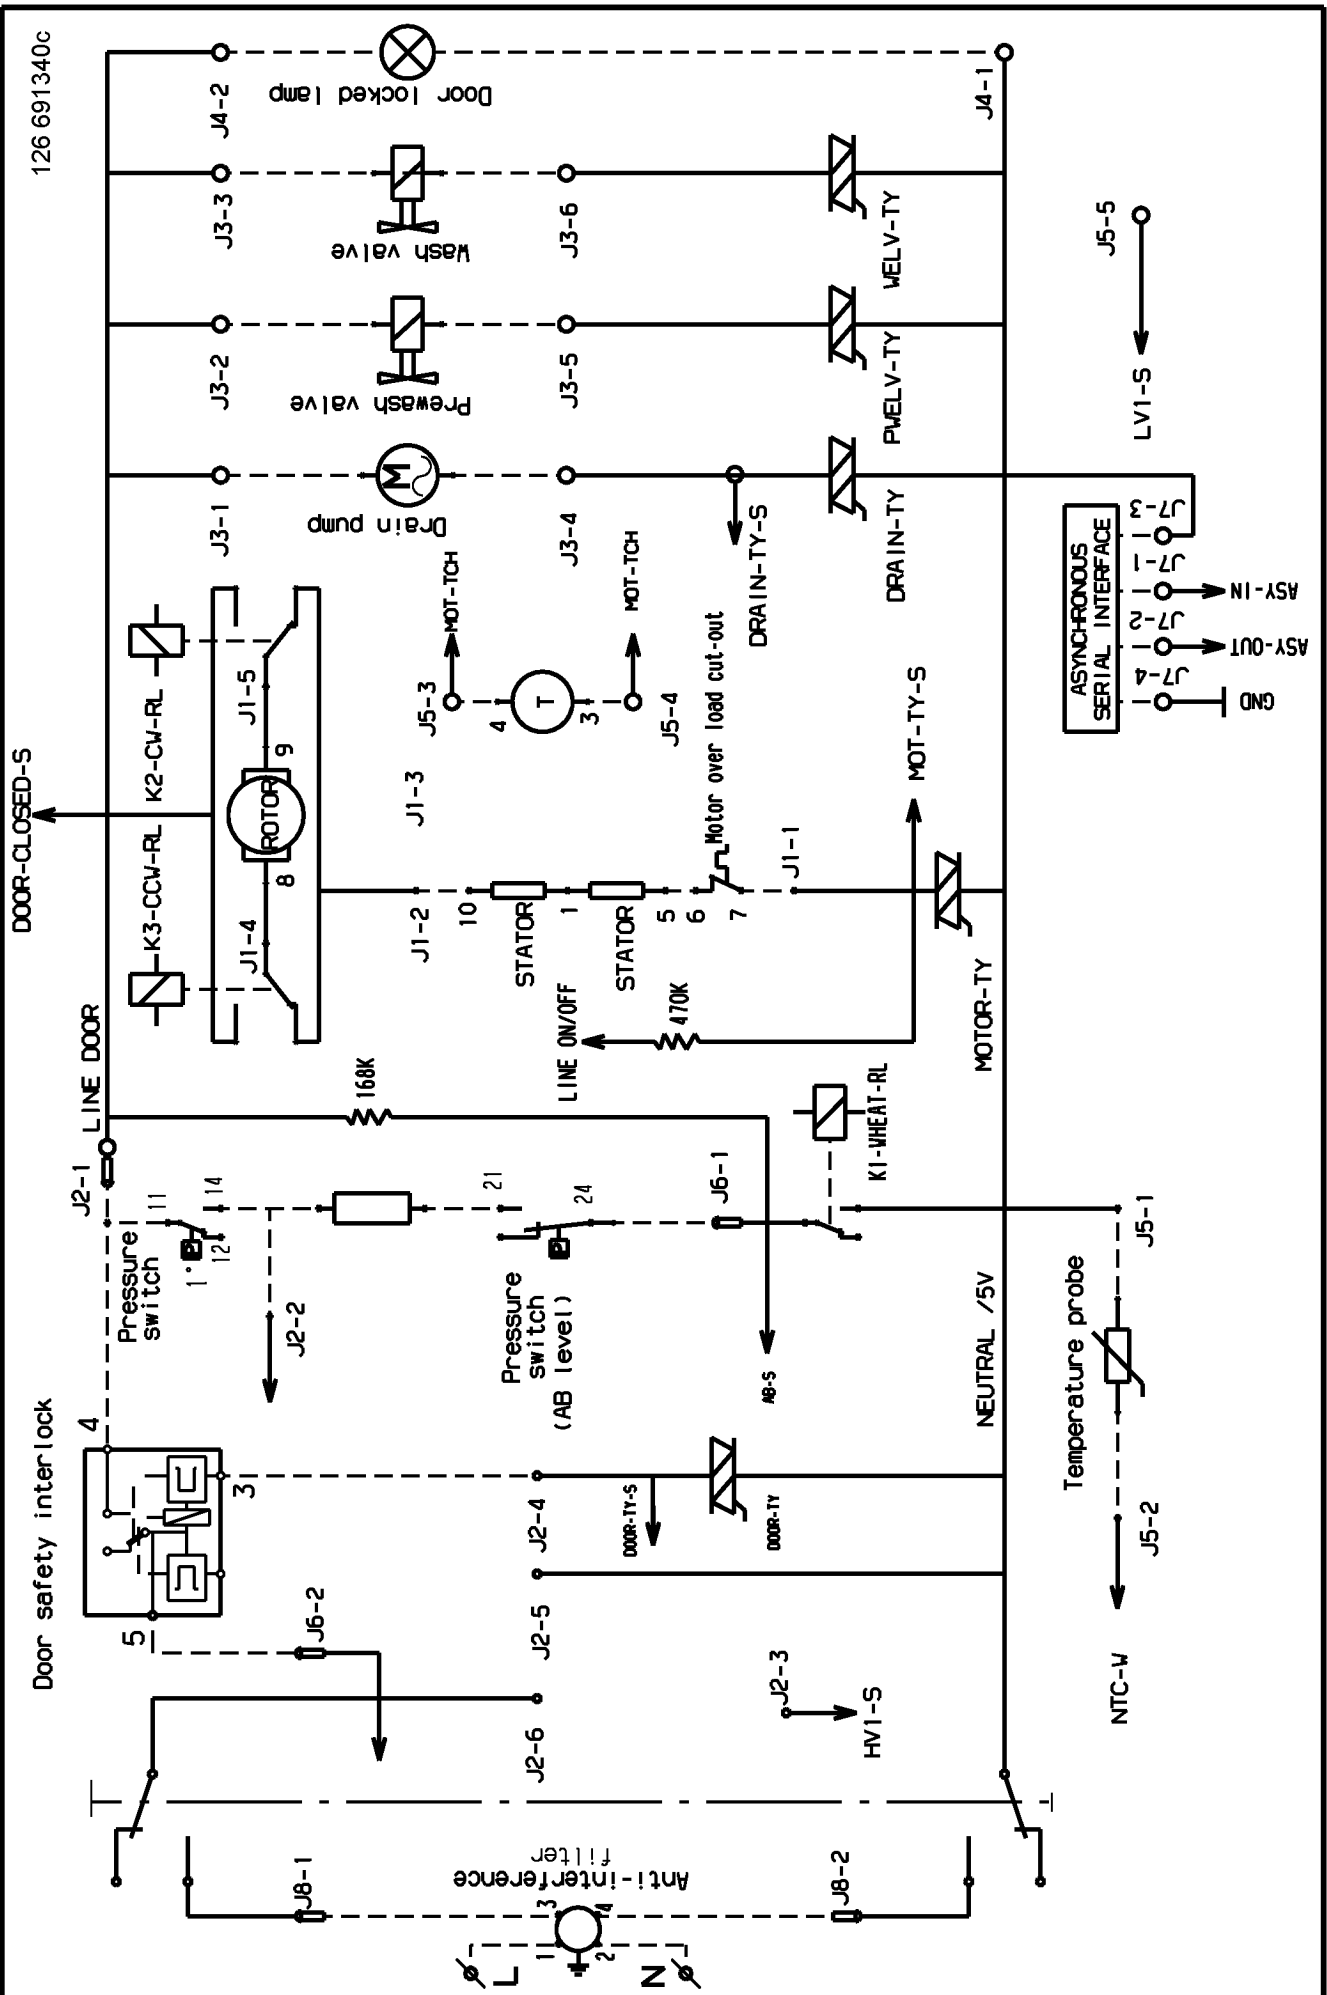 126 691340c
J4-2
Door locked lamp
J4-1
J3-3
Wash valve
J3-6
WELV-TY
J5-5
LV1-S
J3-2
Prewash valve
J3-5
PWELV-TY
J3-1
M
Drain pump
J3-4
DRAIN-TY-S
DRAIN-TY
ASYNCHRONOUS
SERIAL INTERFACE
J7-3
J7-1
ASY-IN
J7-2
ASY-OUT
J7-4
GND
DOOR-CLOSED-S
K2-CW-RL
K3-CCW-RL
J1-5
9
ROTOR
8
J1-4
MOT-TCH
J5-3
4
T
3
MOT-TCH
J5-4
J1-3
J1-2
10
STATOR
1
STATOR
5
6
7
Motor over load cut-out
J1-1
MOT-TY-S
MOTOR-TY
LINE ON/OFF
470K
LINE DOOR
168K
K1-WHEAT-RL
J2-1
11
14
12
1°
P
Pressure
switch
J2-2
21
24
P
Pressure
switch
(AB level)
J6-1
AB-S
NEUTRAL /5V
J5-1
Temperature probe
J5-2
NTC-W
Door safety interlock
4
3
5
J2-4
DOOR-TY-S
DOOR-TY
J2-5
J6-2
J2-6
J2-3
HV1-S
J8-1
Anti-interference
filter
J8-2
3
4
1
2
L
N